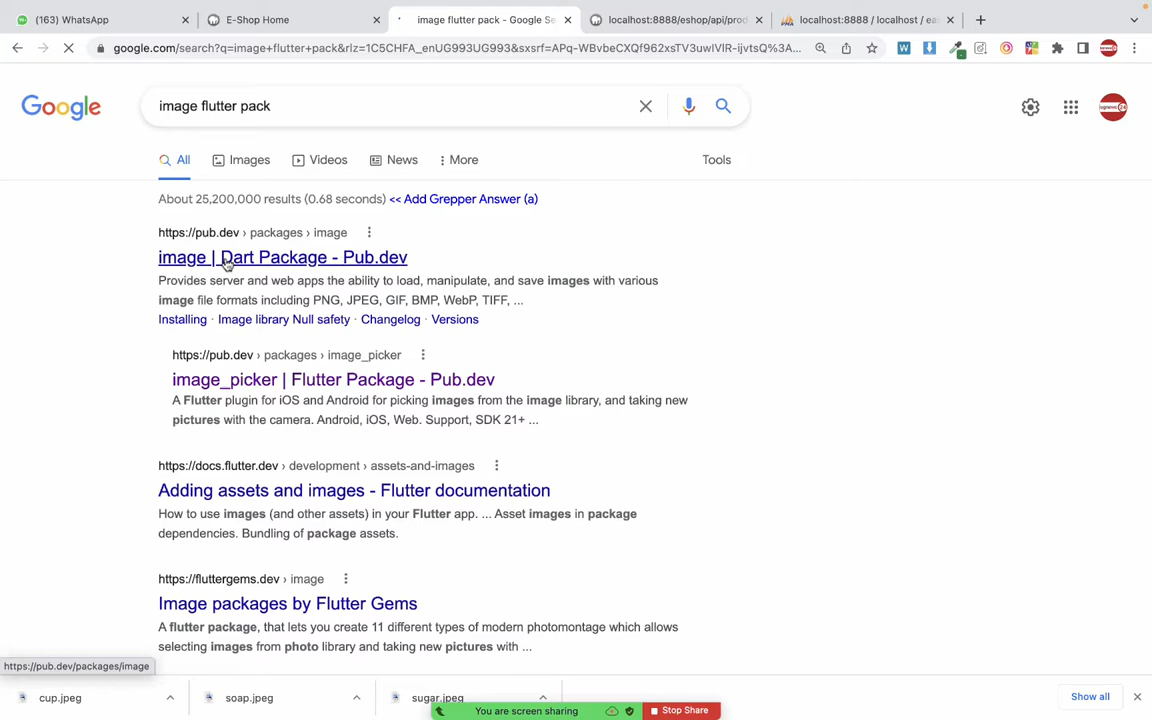 (163) WhatsApp
E-Shop Home
image flutter pack - Google Se
localhost:8888/eshop/api/prod
localhost:8888 / localhost / ea
google.com/search?q=image+flutter+pack&rlz=1C5CHFA_enUG993UG993&sxsrf=APq-WBvbeCXQf962xsTV3uwlVIR-ijvtsQ%3A...
Google
image flutter pack
All
Images
Videos
News
More
Tools
About 25,200,000 results (0.68 seconds) << Add Grepper Answer (a)
https://pub.dev › packages › image
image | Dart Package - Pub.dev
Provides server and web apps the ability to load, manipulate, and save images with various
image file formats including PNG, JPEG, GIF, BMP, WebP, TIFF, ...
Installing · Image library Null safety · Changelog · Versions
https://pub.dev › packages › image_picker
image_picker | Flutter Package - Pub.dev
A Flutter plugin for iOS and Android for picking images from the image library, and taking new
pictures with the camera. Android, iOS, Web. Support, SDK 21+ ...
https://docs.flutter.dev › development › assets-and-images
Adding assets and images - Flutter documentation
How to use images (and other assets) in your Flutter app. ... Asset images in package
dependencies. Bundling of package assets.
https://fluttergems.dev › image
Image packages by Flutter Gems
A flutter package, that lets you create 11 different types of modern photomontage which allows
selecting images from photo library and taking new pictures with ...
https://pub.dev/packages/image
cup.jpeg
soap.jpeg
sugar.jpeg
Show all
You are screen sharing
Stop Share